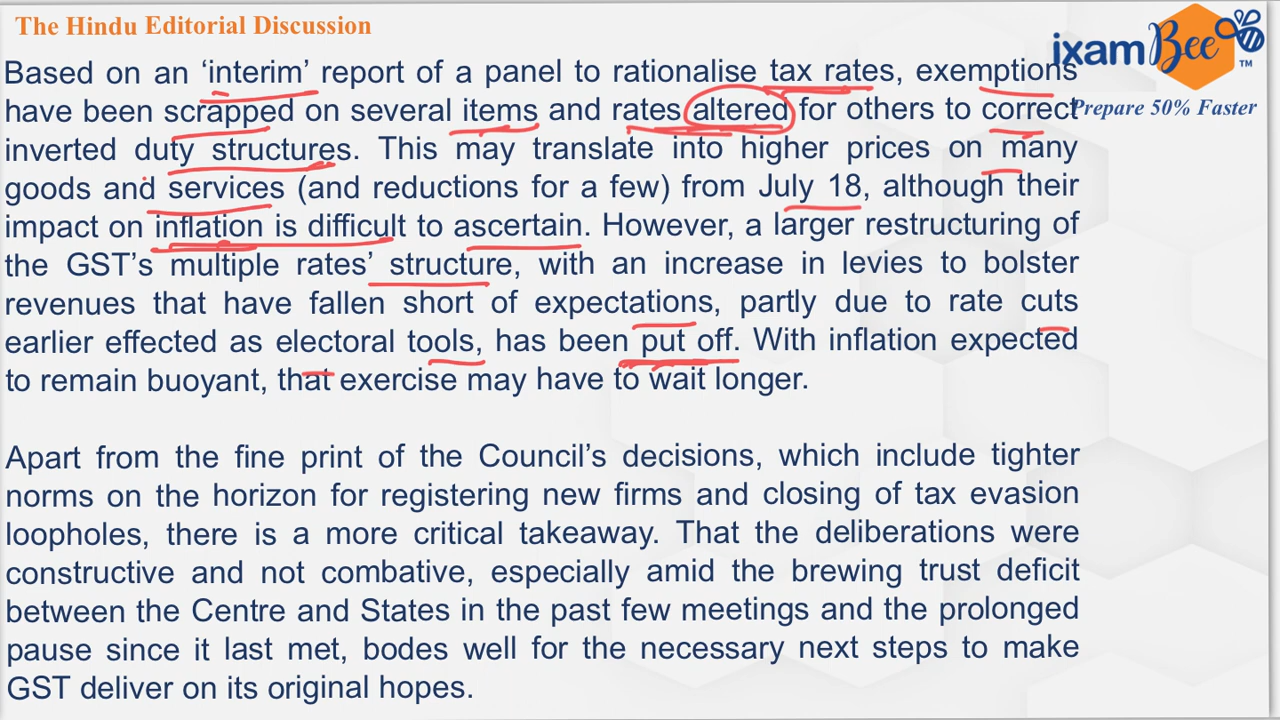 The Hindu Editorial Discussion
ixamBee
TM
Prepare 50% Faster
Based on an ‘interim’ report of a panel to rationalise tax rates, exemptions
have been scrapped on several items and rates altered for others to correct
inverted duty structures. This may translate into higher prices on many
goods and services (and reductions for a few) from July 18, although their
impact on inflation is difficult to ascertain. However, a larger restructuring of
the GST’s multiple rates’ structure, with an increase in levies to bolster
revenues that have fallen short of expectations, partly due to rate cuts
earlier effected as electoral tools, has been put off. With inflation expected
to remain buoyant, that exercise may have to wait longer.
Apart from the fine print of the Council’s decisions, which include tighter
norms on the horizon for registering new firms and closing of tax evasion
loopholes, there is a more critical takeaway. That the deliberations were
constructive and not combative, especially amid the brewing trust deficit
between the Centre and States in the past few meetings and the prolonged
pause since it last met, bodes well for the necessary next steps to make
GST deliver on its original hopes.